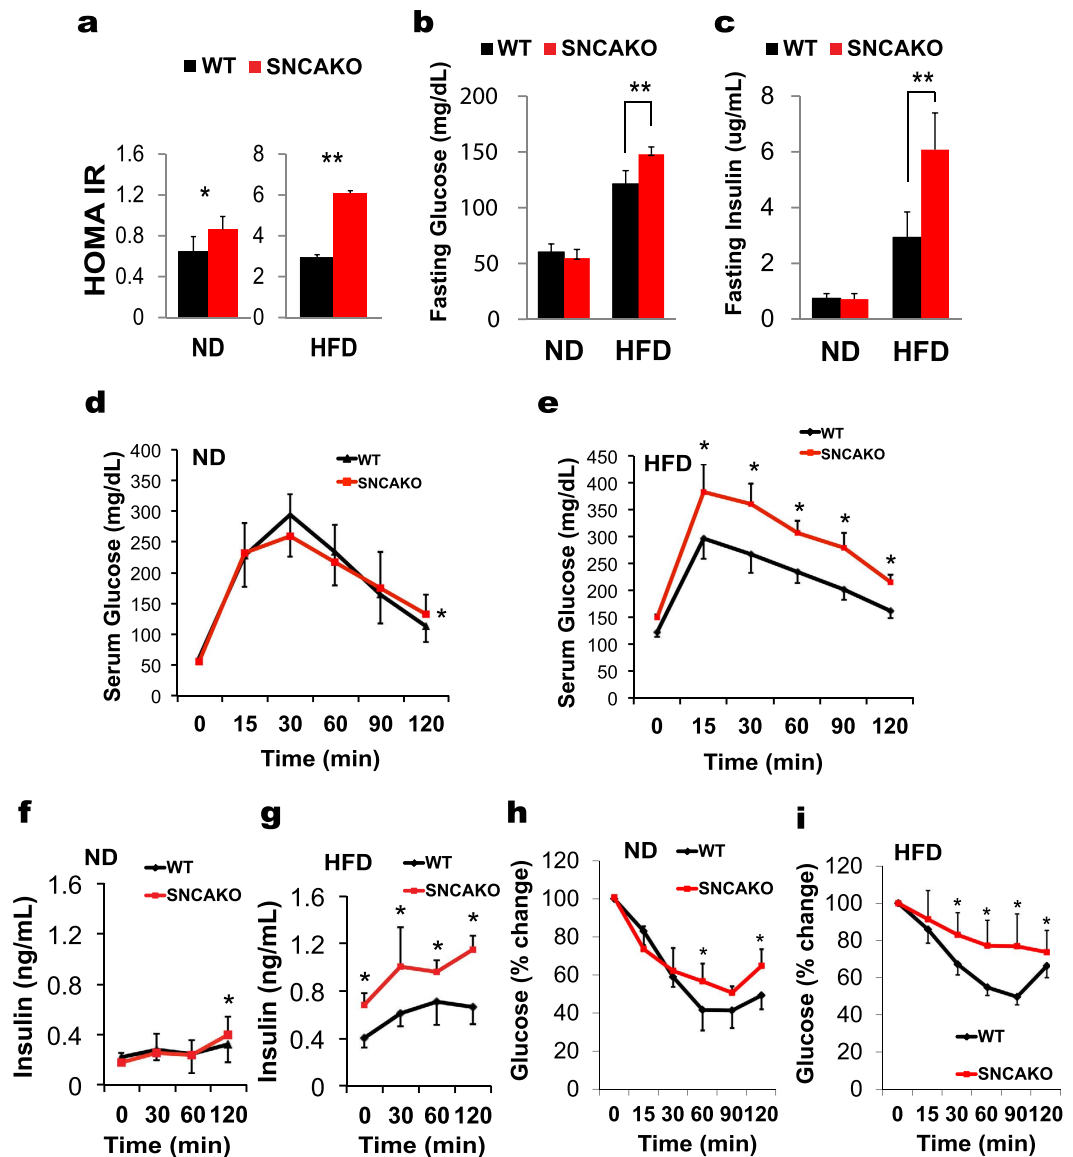 a
WT SNCAKO
HOMA IR
1.6
1.2
0.8
0.4
0
*
ND
8
6
4
2
0
**
HFD
b
WT SNCAKO
Fasting Glucose (mg/dL)
200
150
100
50
0
**
ND HFD
c
WT SNCAKO
Fasting Insulin (ug/mL)
8
6
4
2
0
**
ND HFD
d
ND
WT
SNCAKO
Serum Glucose (mg/dL)
400
350
300
250
200
150
100
50
0
*
0 15 30 60 90 120
Time (min)
e
HFD
WT
SNCAKO
Serum Glucose (mg/dL)
450
400
350
300
250
200
150
100
50
0
* * * * *
0 15 30 60 90 120
Time (min)
f
ND
WT
SNCAKO
Insulin (ng/mL)
1.6
1.2
0.8
0.4
0
*
0 30 60 120
Time (min)
g
HFD
WT
SNCAKO
Insulin (ng/mL)
1.6
1.2
0.8
0.4
0
* * * *
0 30 60 120
Time (min)
h
ND
WT
SNCAKO
Glucose (% change)
120
100
80
60
40
20
0
* *
0 15 30 60 90 120
Time (min)
i
HFD
Glucose (% change)
120
100
80
60
40
20
0
* * * *
WT
SNCAKO
0 15 30 60 90 120
Time (min)